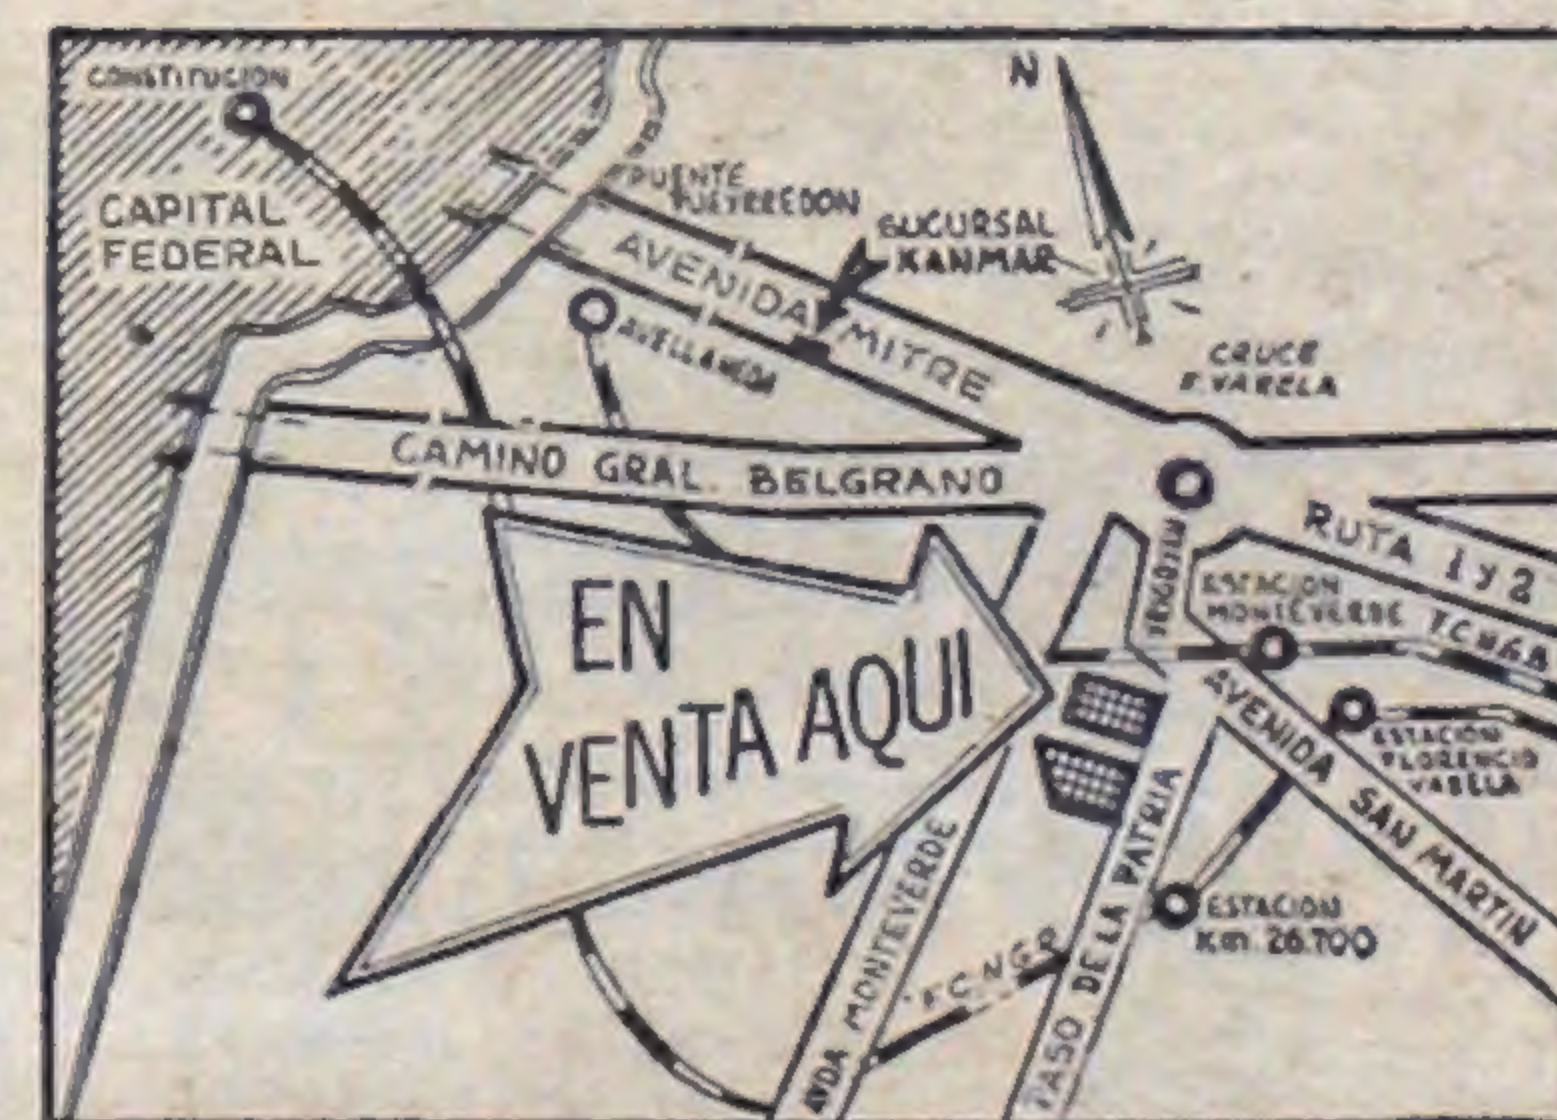 CONSTITUCION
N
CAPITAL
FEDERAL
PUENTE
PUEYRREDON
SUCURSAL
KANMAR
AVENIDA MITRE
AVELLANEDA
CRUCE
F. VARELA
CAMINO GRAL. BELGRANO
RUTA 1 y 2
ESTACION
MONTEVERDE
F.C.N.G.B.
EN
VENTA AQUI
AVENIDA SAN MARTIN
ESTACION
FLORENCIO
VARELA
AVDA MONTEVERDE
PASO DE LA PATRIA
ESTACION
Km. 26.700
F.C.N.G.R.